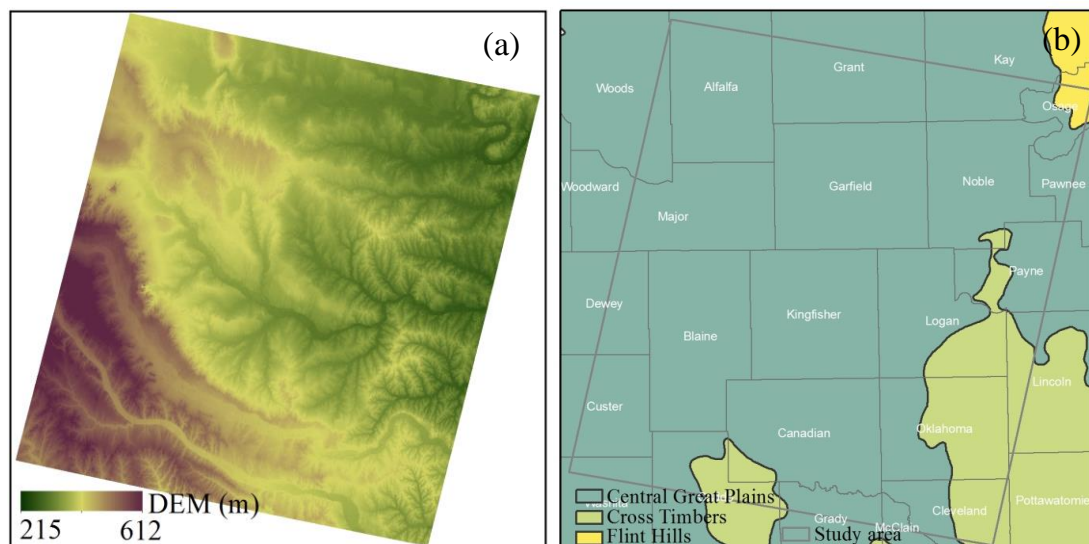 (a)
DEM (m)
215
612
(b)
Kay
Grant
Woods
Alfalfa
Osage
Woodward
Garfield
Noble
Pawnee
Major
Payne
Dewey
Kingfisher
Logan
Blaine
Lincoln
Custer
Canadian
Oklahoma
Central Great Plains
Washita
Cross Timbers
Cleveland
Pottawatomie
Grady
McClain
Flint Hills
Study area